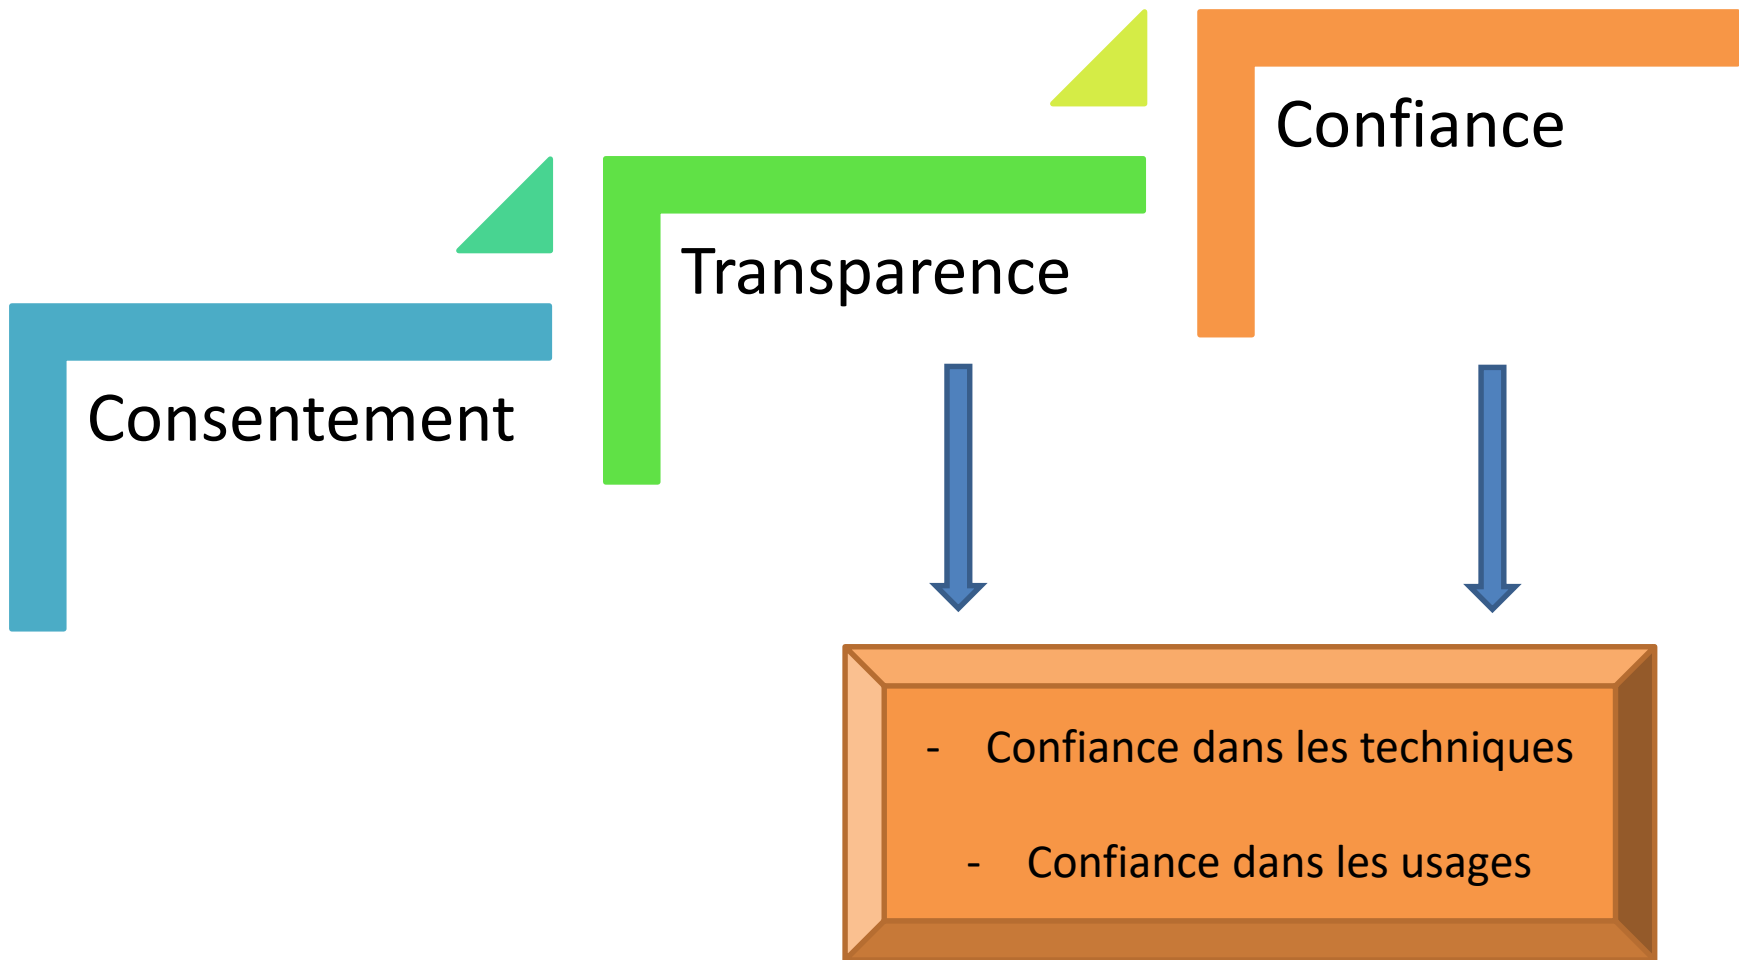 Confiance
Transparence
Consentement
- Confiance dans les techniques
- Confiance dans les usages